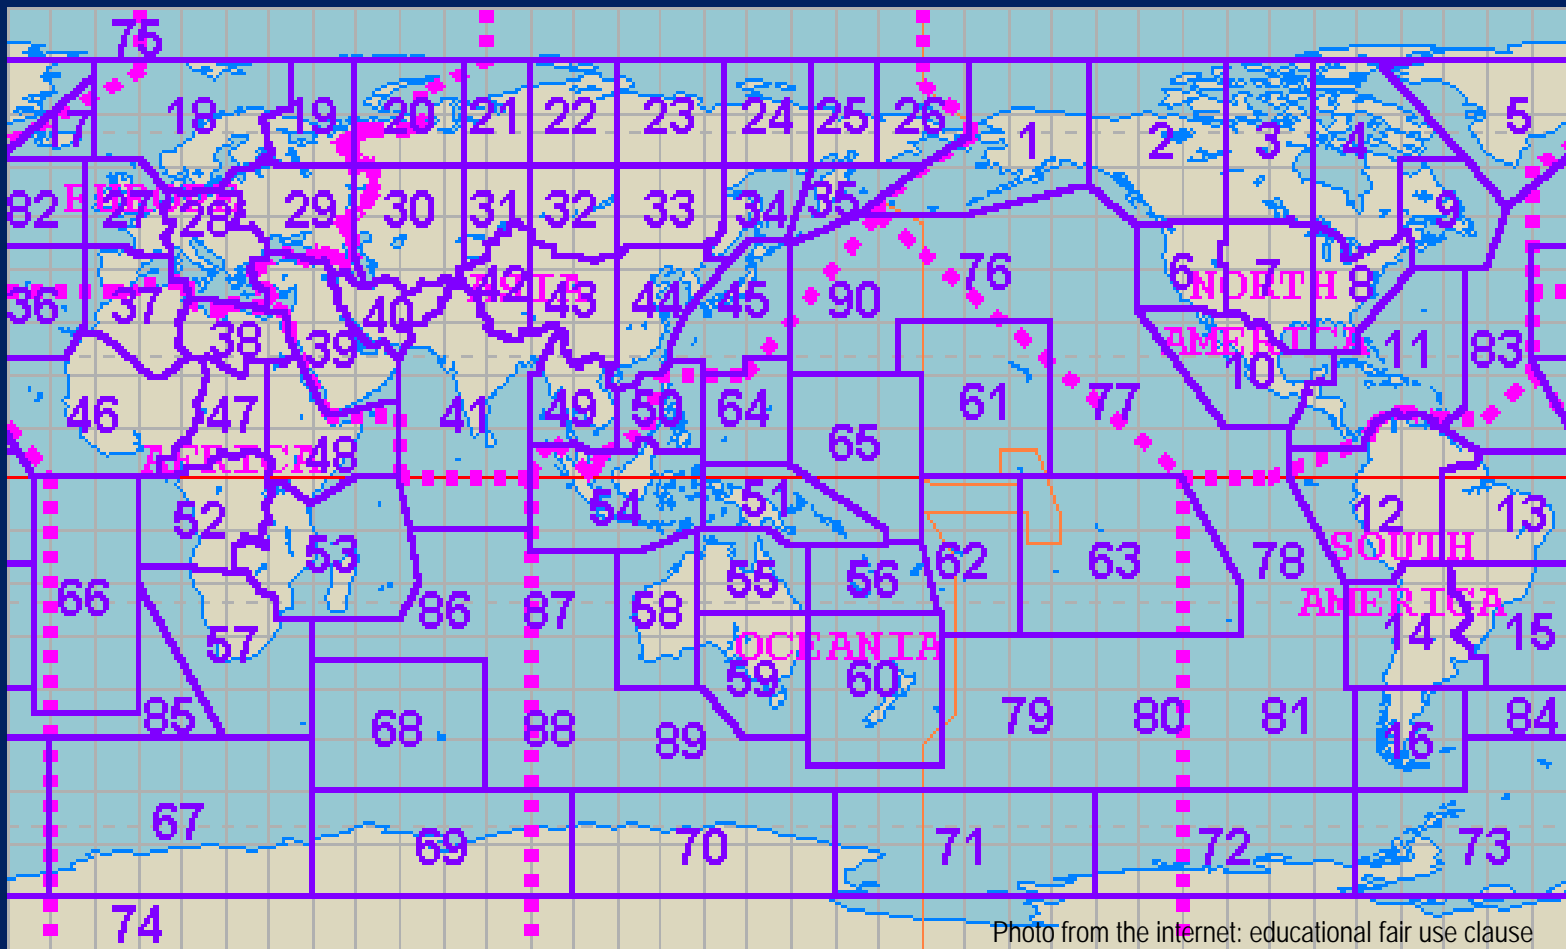 75
17 18 19 20 21 22 23 24 25 26 1 2 3 4 5
EUROPE
82 27 28 29 30 31 32 33 34 35 9
ASIA
NORTH
36 37 38 39 40 42 43 44 45 90 76 6 7 8
AMERICA
10 11 83
46 47 48 41 49 50 64 65 61 77
AFRICA
52 53 54 51 12 13
SOUTH
66 55 56 62 63 78
AMERICA
57 86 87 58 14 15
OCEANIA
59 60
85 68 88 89 79 80 81 16 84
67 69 70 71 72 73
74
Photo from the internet: educational fair use clause